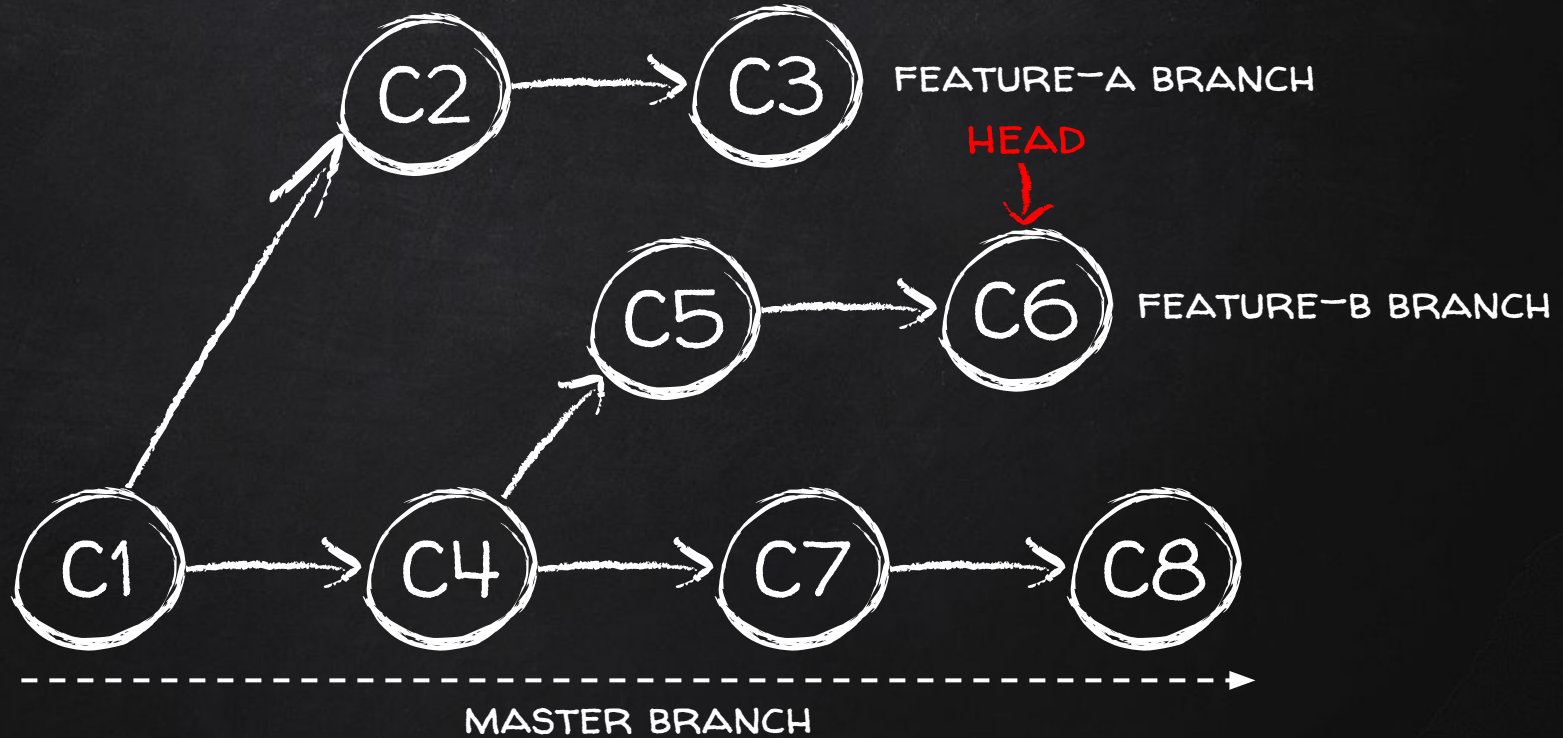 C2
C3
FEATURE-A BRANCH
HEAD
C5
C6
FEATURE-B BRANCH
C1
C4
C7
C8
MASTER BRANCH